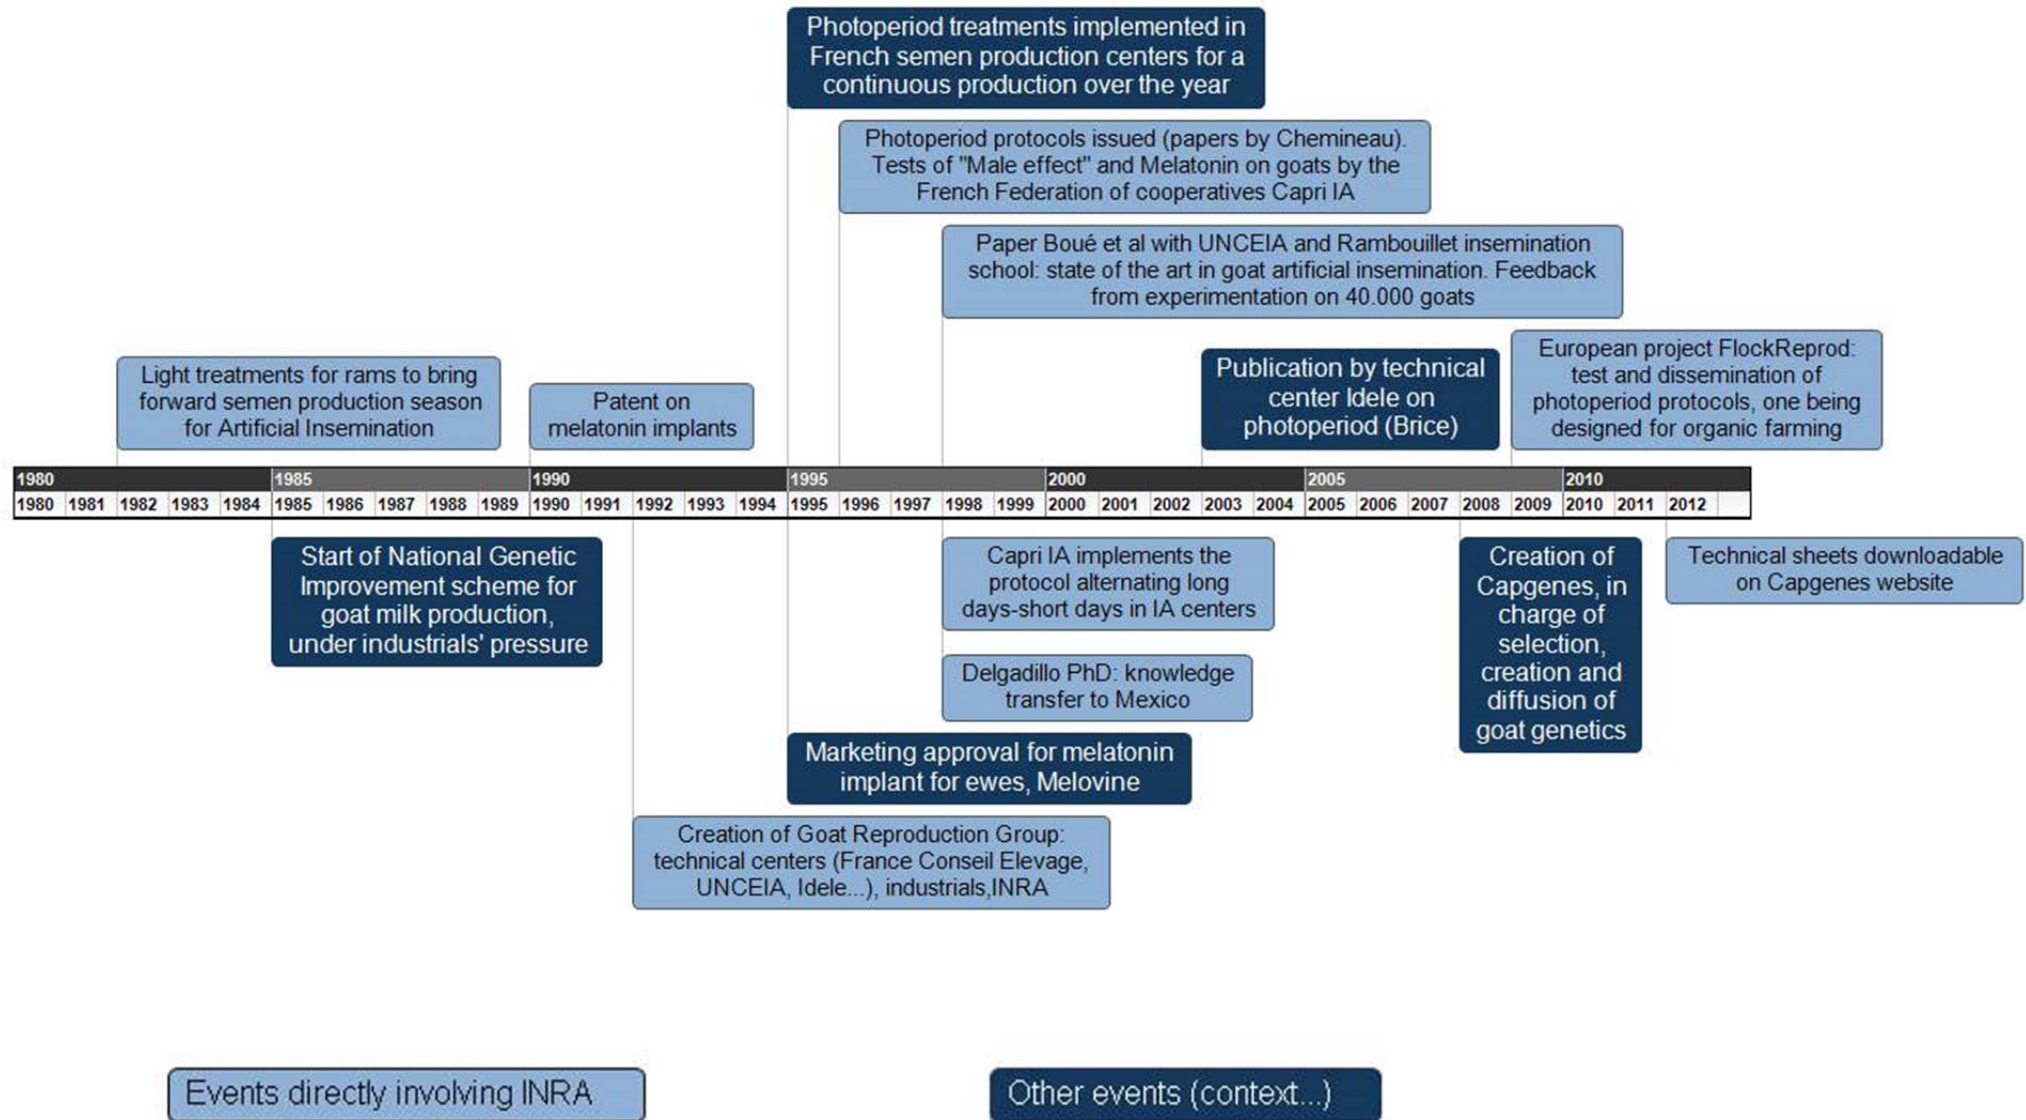 Photoperiod treatments implemented in
French semen production centers for a
continuous production over the year
Photoperiod protocols issued (papers by Chemineau).
Tests of "Male effect" and Melatonin on goats by the
French Federation of cooperatives Capri IA
Paper Boué et al with UNCEIA and Rambouillet insemination
school: state of the art in goat artificial insemination. Feedback
from experimentation on 40.000 goats
Light treatments for rams to bring
forward semen production season
for Artificial Insemination
Patent on
melatonin implants
Publication by technical
center Idele on
photoperiod (Brice)
European project FlockReprod:
test and dissemination of
photoperiod protocols, one being
designed for organic farming
1980 1985 1990 1995 2000 2005 2010
1980 1981 1982 1983 1984 1985 1986 1987 1988 1989 1990 1991 1992 1993 1994 1995 1996 1997 1998 1999 2000 2001 2002 2003 2004 2005 2006 2007 2008 2009 2010 2011 2012
Start of National Genetic
Improvement scheme for
goat milk production,
under industrials' pressure
Capri IA implements the
protocol alternating long
days-short days in IA centers
Delgadillo PhD: knowledge
transfer to Mexico
Marketing approval for melatonin
implant for ewes, Melovine
Creation of Goat Reproduction Group:
technical centers (France Conseil Elevage,
UNCEIA, Idele...), industrials,INRA
Creation of
Capgenes, in
charge of
selection,
creation and
diffusion of
goat genetics
Technical sheets downloadable
on Capgenes website
Events directly involving INRA
Other events (context...)